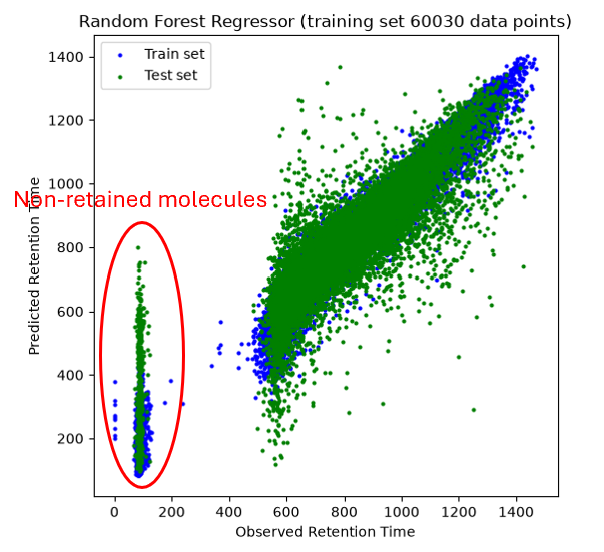 Random Forest Regressor (training set 60030 data points)
Train set
Test set
Non-retained molecules
Predicted Retention Time
1400
1200
1000
800
600
400
200
0 200 400 600 800 1000 1200 1400
Observed Retention Time